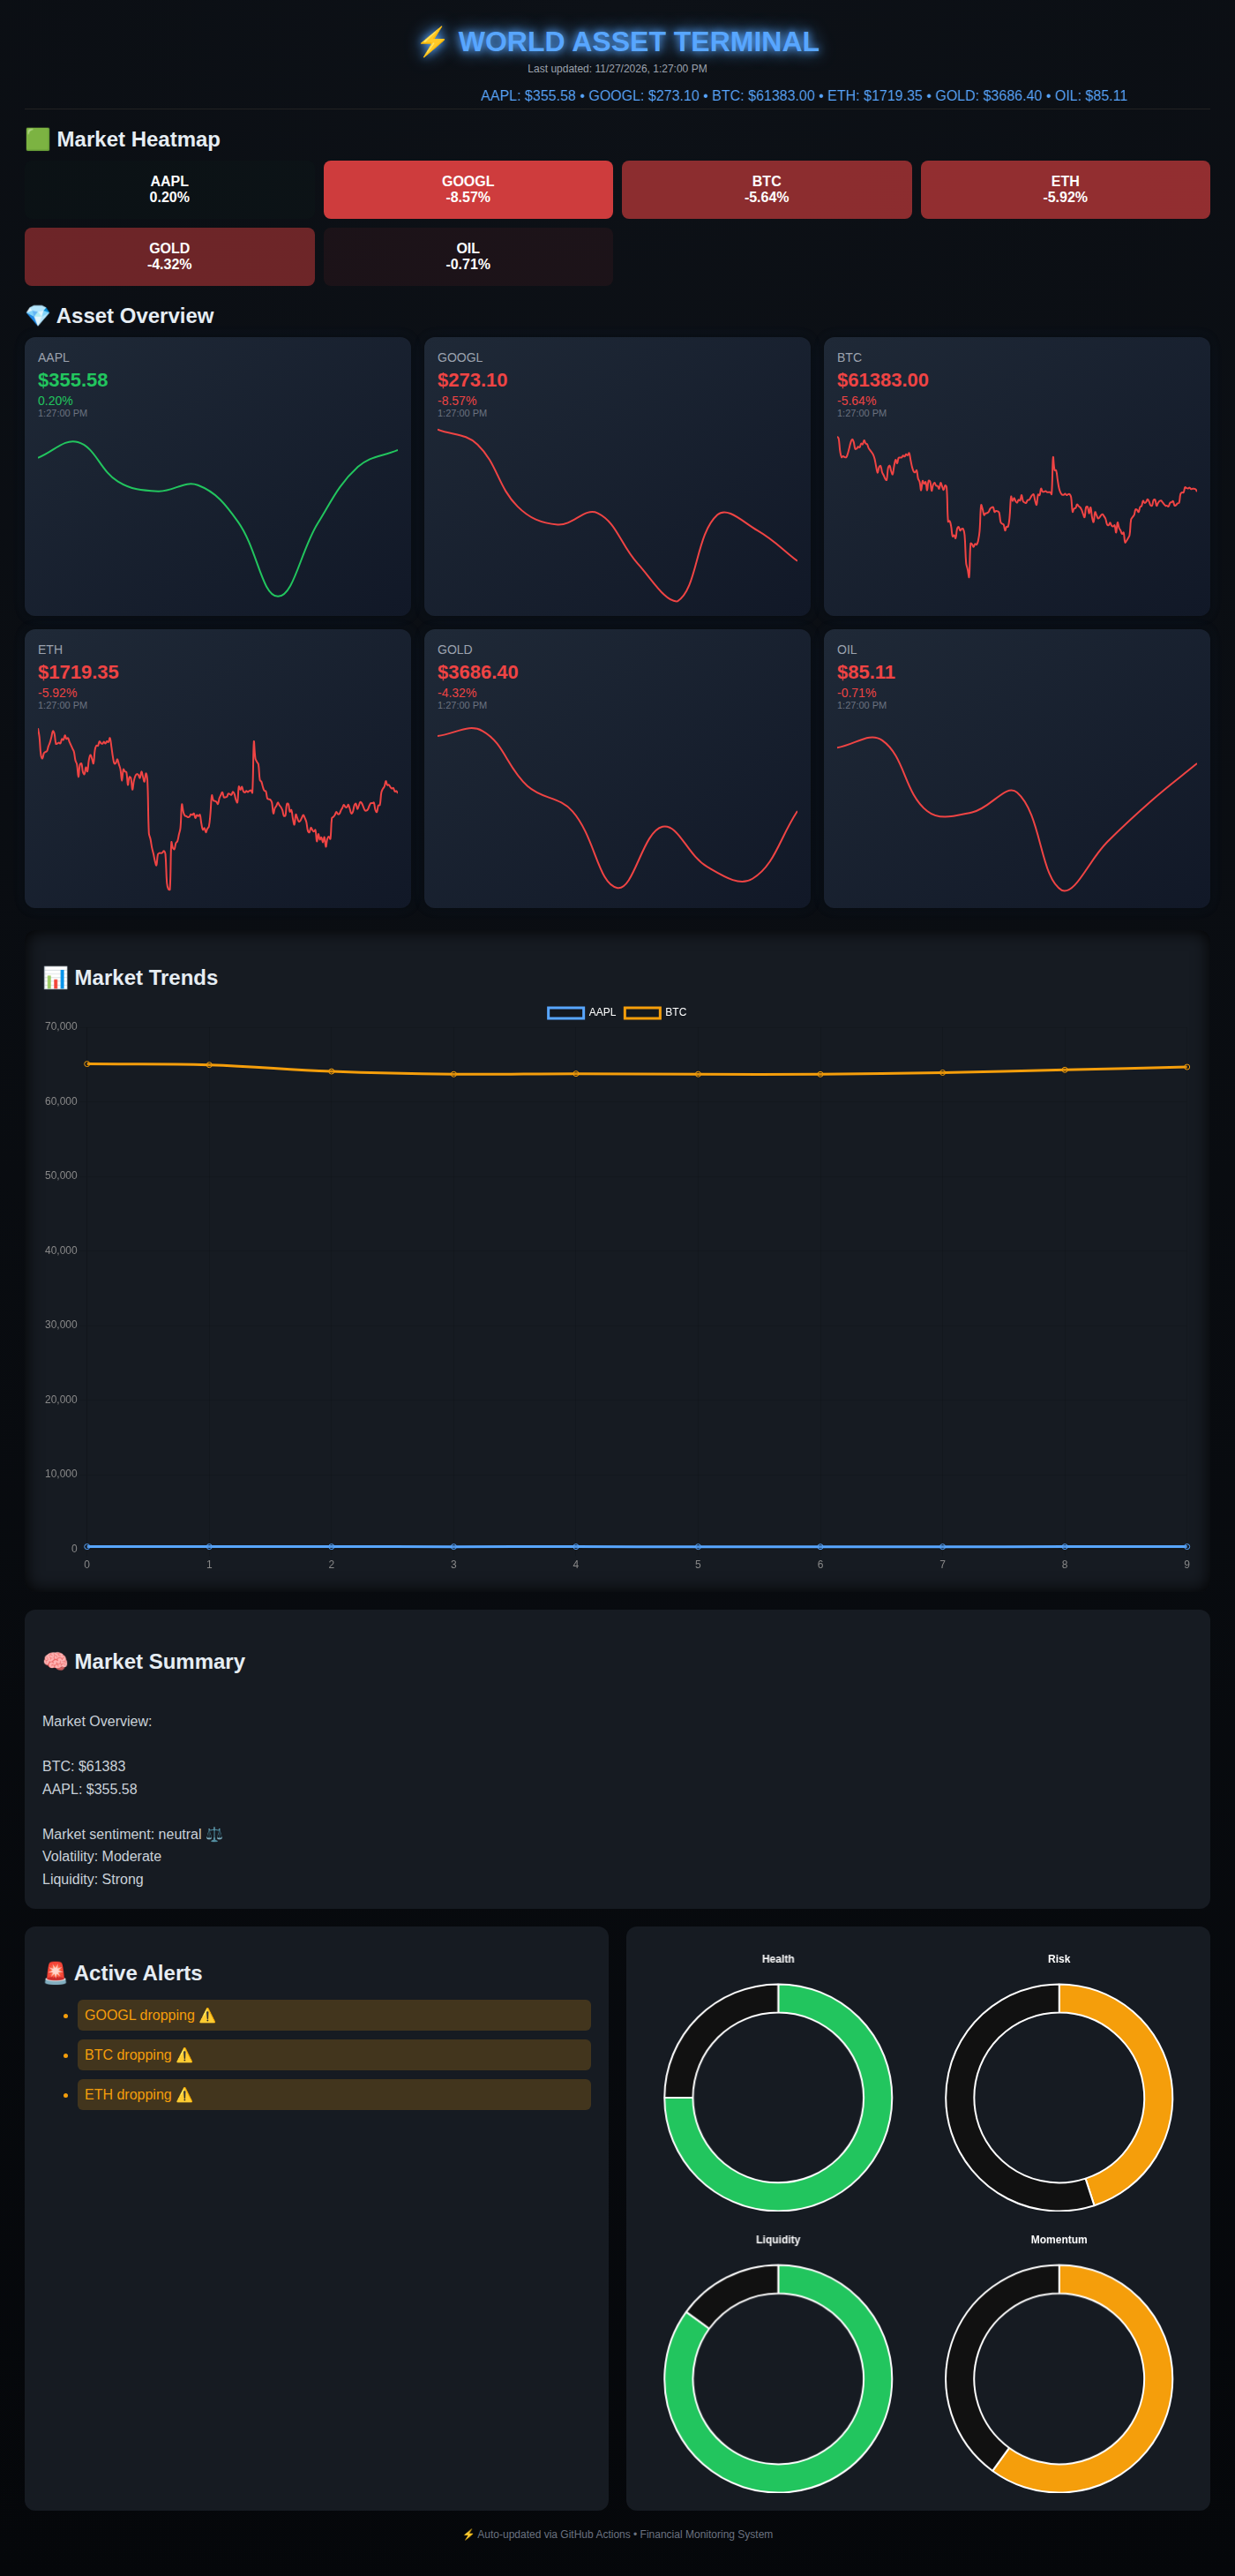 ⚡ WORLD ASSET TERMINAL
Last updated: 11/27/2026, 1:27:00 PM
AAPL: $355.58 • GOOGL: $273.10 • BTC: $61383.00 • ETH: $1719.35 • GOLD: $3686.40 • OIL: $85.11
🟩 Market Heatmap
AAPL
0.20%
GOOGL
-8.57%
BTC
-5.64%
ETH
-5.92%
GOLD
-4.32%
OIL
-0.71%
💎 Asset Overview
AAPL
$355.58
0.20%
1:27:00 PM
GOOGL
$273.10
-8.57%
1:27:00 PM
BTC
$61383.00
-5.64%
1:27:00 PM
ETH
$1719.35
-5.92%
1:27:00 PM
GOLD
$3686.40
-4.32%
1:27:00 PM
OIL
$85.11
-0.71%
1:27:00 PM
📊 Market Trends
AAPL BTC
70,000
60,000
50,000
40,000
30,000
20,000
10,000
0
0 1 2 3 4 5 6 7 8 9
🧠 Market Summary
Market Overview:
BTC: $61383
AAPL: $355.58
Market sentiment: neutral ⚖️
Volatility: Moderate
Liquidity: Strong
🚨 Active Alerts
• GOOGL dropping ⚠️
• BTC dropping ⚠️
• ETH dropping ⚠️
Health
Risk
Liquidity
Momentum
⚡ Auto-updated via GitHub Actions • Financial Monitoring System